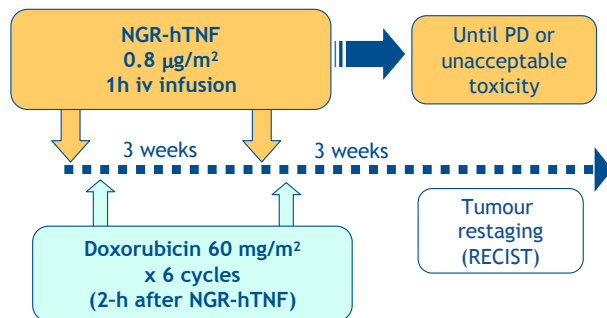 NGR-hTNF
0.8 µg/m²
1h iv infusion
Until PD or
unacceptable
toxicity
3 weeks
3 weeks
Doxorubicin 60 mg/m²
x 6 cycles
(2-h after NGR-hTNF)
Tumour
restaging
(RECIST)